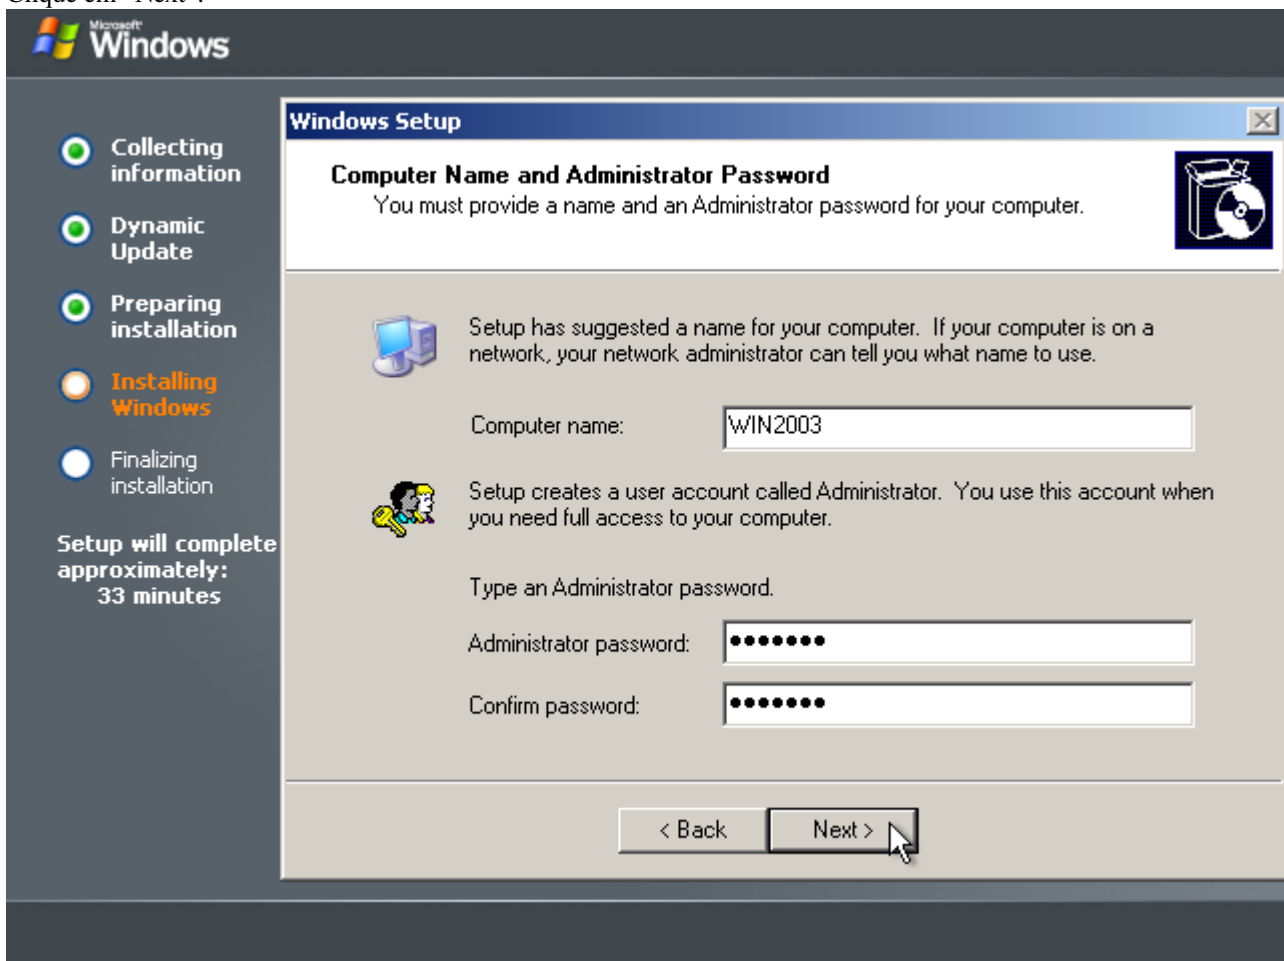 Clique em "Next".
Microsoft
Windows
Collecting
information
Dynamic
Update
Preparing
installation
Installing
Windows
Finalizing
installation
Setup will complete
approximately:
33 minutes
Windows Setup
Computer Name and Administrator Password
You must provide a name and an Administrator password for your computer.
Setup has suggested a name for your computer.  If your computer is on a
network, your network administrator can tell you what name to use.
Computer name:
WIN2003
Setup creates a user account called Administrator.  You use this account when
you need full access to your computer.
Type an Administrator password.
Administrator password:
•••••••
Confirm password:
•••••••
< Back
Next >